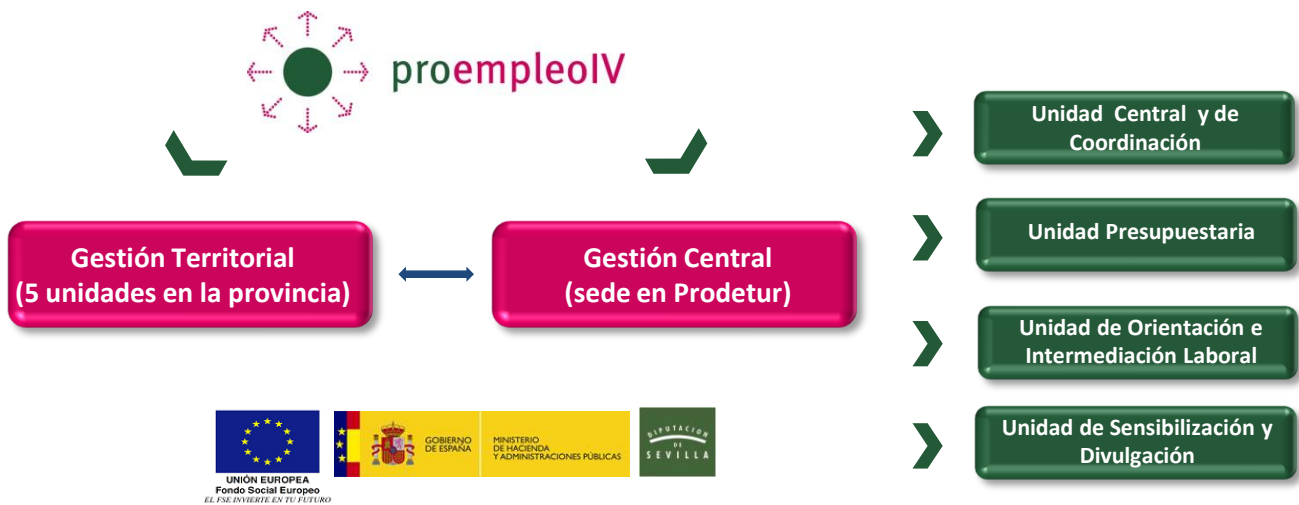 proempleoIV
Gestión Territorial
(5 unidades en la provincia)
Gestión Central
(sede en Prodetur)
Unidad Central y de
Coordinación
Unidad Presupuestaria
Unidad de Orientación e
Intermediación Laboral
Unidad de Sensibilización y
Divulgación
UNIÓN EUROPEA
Fondo Social Europeo
EL FSE INVIERTE EN TU FUTURO
GOBIERNO
DE ESPAÑA
MINISTERIO
DE HACIENDA
Y ADMINISTRACIONES PÚBLICAS
DIPUTACION
DE
SEVILLA